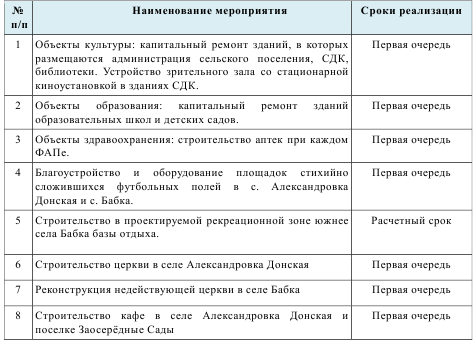 № п/п Наименование мероприятия Сроки реализации
1 Объекты культуры: капитальный ремонт зданий, в которых Первая очередь
размещаются администрация сельского поселения, СДК,
библиотеки. Устройство зрительного зала со стационарной
киноустановкой в зданиях СДК.
2 Объекты образования: капитальный ремонт зданий Первая очередь
образовательных школ и детских садов.
3 Объекты здравоохранения: строительство аптек при каждом Первая очередь
ФАПе.
4 Благоустройство и оборудование площадок стихийно Первая очередь
сложившихся футбольных полей в с. Александровка
Донская и с. Бабка.
5 Строительство в проектируемой рекреационной зоне южнее Расчетный срок
села Бабка базы отдыха.
6 Строительство церкви в селе Александровка Донская Первая очередь
7 Реконструкция недействующей церкви в селе Бабка Первая очередь
8 Строительство кафе в селе Александровка Донская и Первая очередь
поселке Заосерёдные Сады